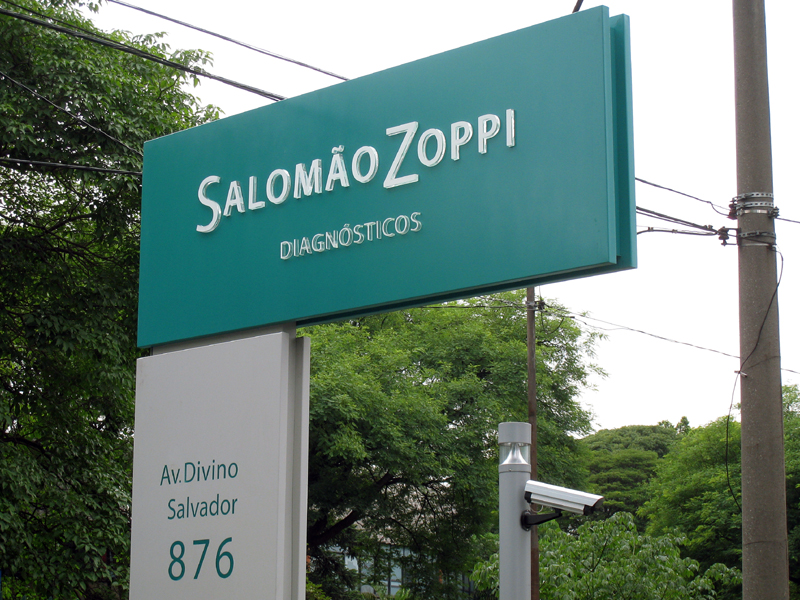 SALOMÃO ZOPPI
DIAGNÓSTICOS
Av. Divino
Salvador
876